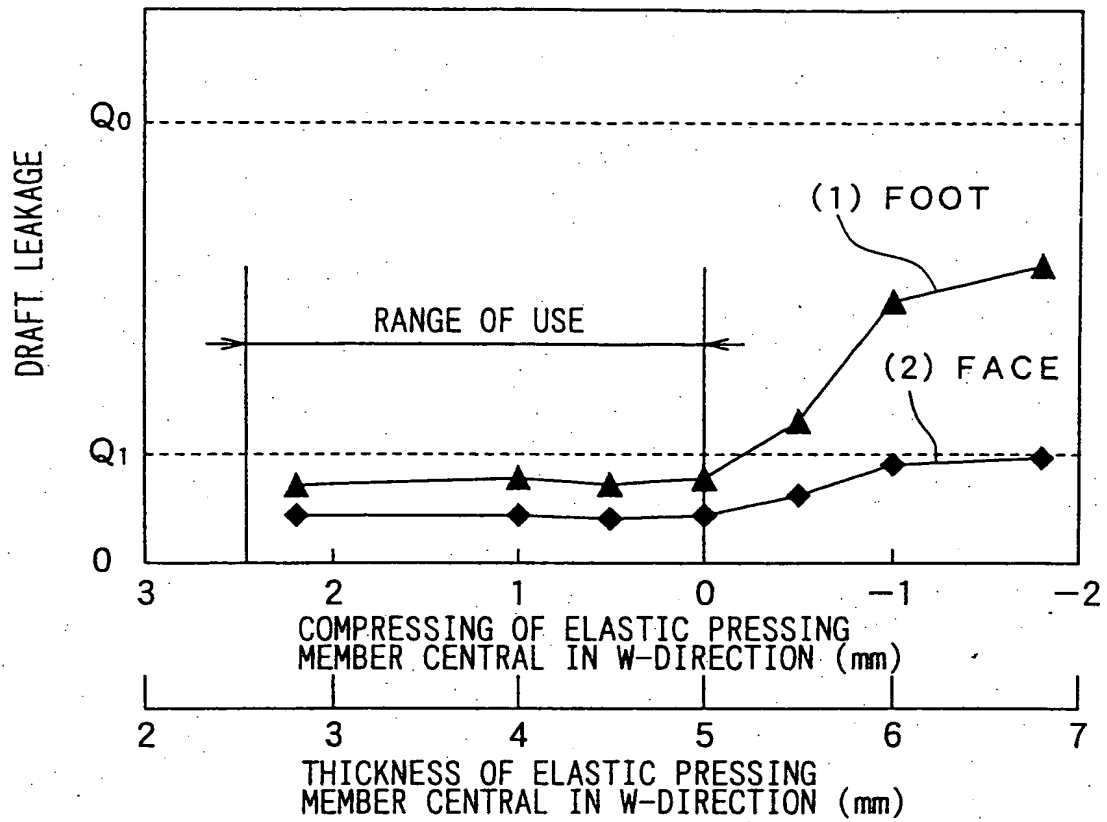 Q0
DRAFT LEAKAGE
(1) FOOT
RANGE OF USE
(2) FACE
Q1
0
3 2 1 0 −1 −2
COMPRESSING OF ELASTIC PRESSING
MEMBER CENTRAL IN W-DIRECTION (mm)
2 3 4 5 6 7
THICKNESS OF ELASTIC PRESSING
MEMBER CENTRAL IN W-DIRECTION (mm)